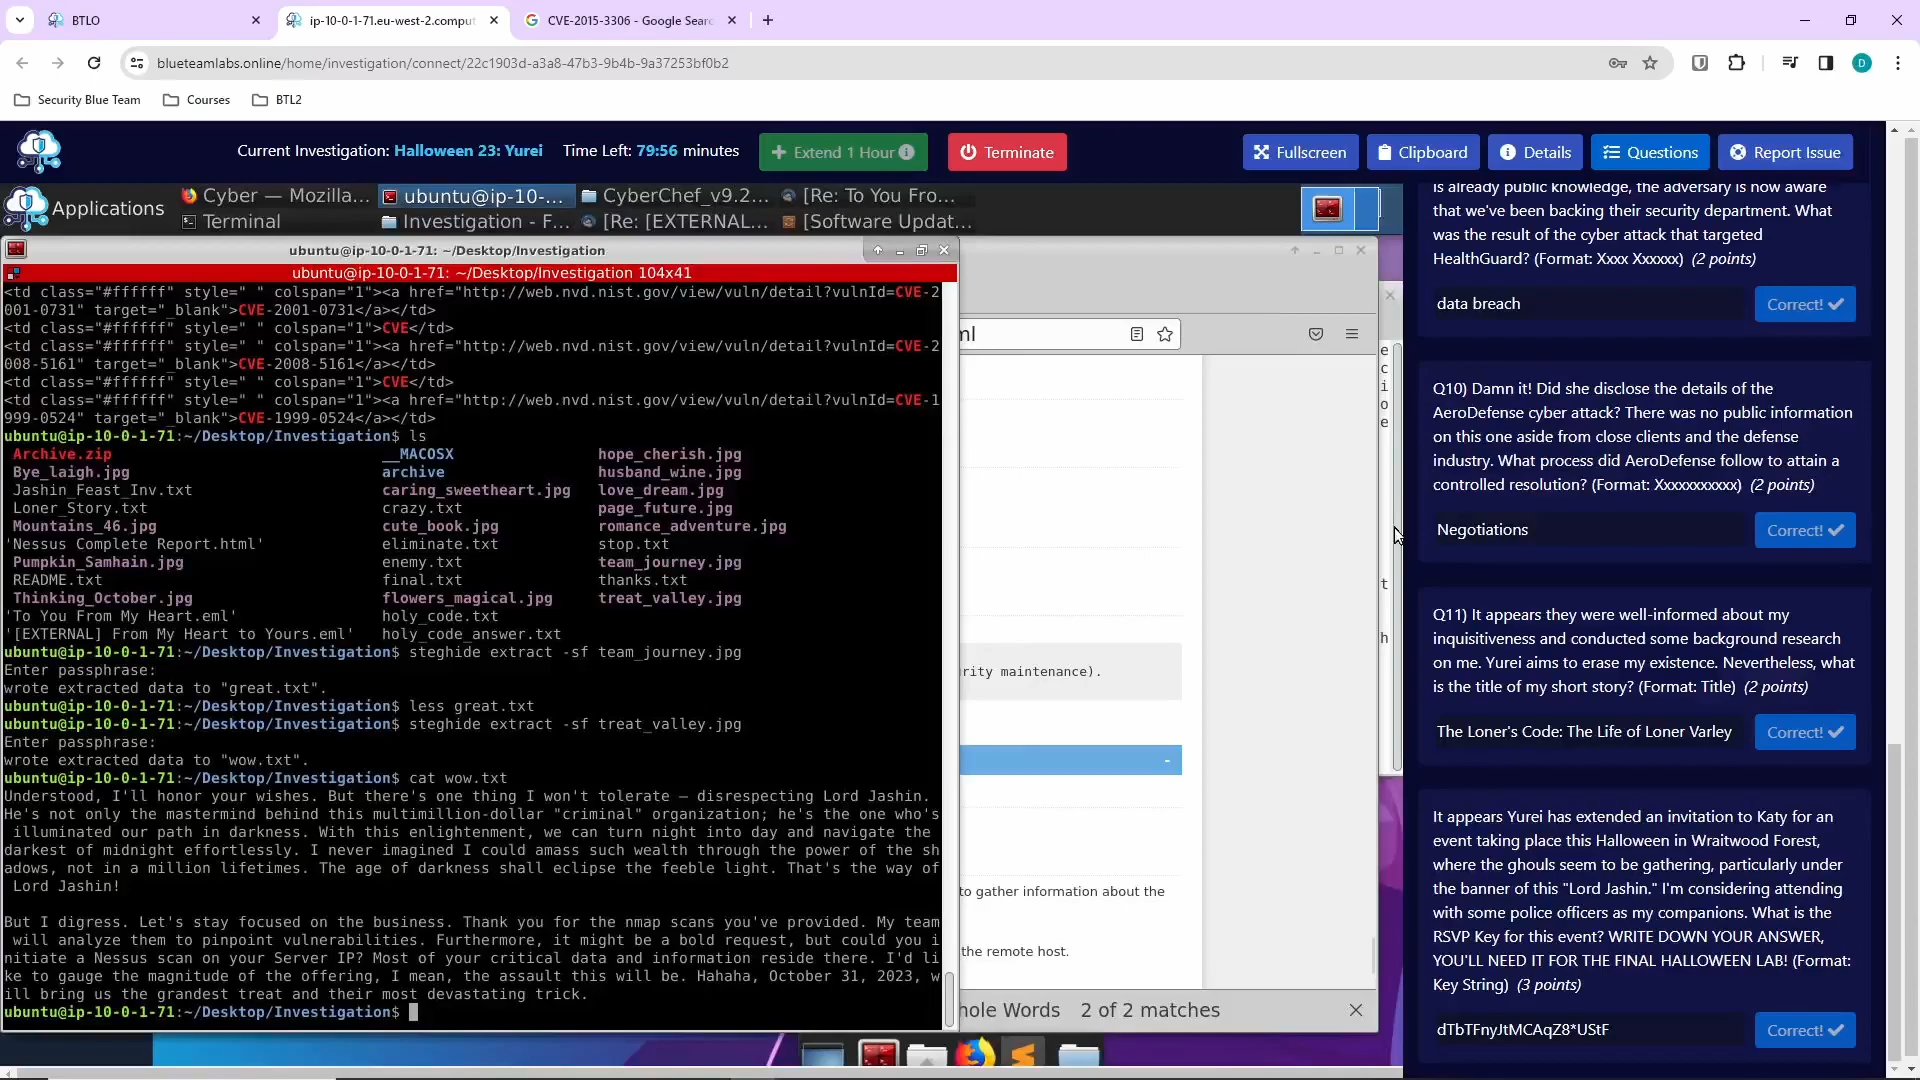 BTLO
ip-10-0-1-71.eu-west-2.comput
CVE-2015-3306 - Google Searc
blueteamlabs.online/home/investigation/connect/22c1903d-a3a8-47b3-9b4b-9a37253bf0b2
D
Security Blue Team
Courses
BTL2
Current Investigation: Halloween 23: Yurei
Time Left: 79:56 minutes
Extend 1 Hour
Terminate
Fullscreen
Clipboard
Details
Questions
Report Issue
Applications
Cyber — Mozilla...
ubuntu@ip-10-...
CyberChef_v9.2...
[Re: To You Fro...
Terminal
Investigation - F...
[Re: [EXTERNAL...
[Software Updat...
ubuntu@ip-10-0-1-71: ~/Desktop/Investigation
ubuntu@ip-10-0-1-71: ~/Desktop/Investigation 104x41
<td class="#ffffff" style=" " colspan="1"><a href="http://web.nvd.nist.gov/view/vuln/detail?vulnId=CVE-2
001-0731" target="_blank">CVE-2001-0731</a></td>
<td class="#ffffff" style=" " colspan="1">CVE</td>
<td class="#ffffff" style=" " colspan="1"><a href="http://web.nvd.nist.gov/view/vuln/detail?vulnId=CVE-2
008-5161" target="_blank">CVE-2008-5161</a></td>
<td class="#ffffff" style=" " colspan="1">CVE</td>
<td class="#ffffff" style=" " colspan="1"><a href="http://web.nvd.nist.gov/view/vuln/detail?vulnId=CVE-1
999-0524" target="_blank">CVE-1999-0524</a></td>
ubuntu@ip-10-0-1-71:~/Desktop/Investigation$ ls
Archive.zip __MACOSX hope_cherish.jpg
Bye_laigh.jpg archive husband_wine.jpg
Jashin_Feast_Inv.txt caring_sweetheart.jpg love_dream.jpg
Loner_Story.txt crazy.txt page_future.jpg
Mountains_46.jpg cute_book.jpg romance_adventure.jpg
'Nessus Complete Report.html' eliminate.txt stop.txt
Pumpkin_Samhain.jpg enemy.txt team_journey.jpg
README.txt final.txt thanks.txt
Thinking_October.jpg flowers_magical.jpg treat_valley.jpg
'To You From My Heart.eml' holy_code.txt
'[EXTERNAL] From My Heart to Yours.eml' holy_code_answer.txt
ubuntu@ip-10-0-1-71:~/Desktop/Investigation$ steghide extract -sf team_journey.jpg
Enter passphrase:
wrote extracted data to "great.txt".
ubuntu@ip-10-0-1-71:~/Desktop/Investigation$ less great.txt
ubuntu@ip-10-0-1-71:~/Desktop/Investigation$ steghide extract -sf treat_valley.jpg
Enter passphrase:
wrote extracted data to "wow.txt".
ubuntu@ip-10-0-1-71:~/Desktop/Investigation$ cat wow.txt
Understood, I'll honor your wishes. But there's one thing I won't tolerate – disrespecting Lord Jashin.
He's not only the mastermind behind this multimillion-dollar "criminal" organization; he's the one who's
illuminated our path in darkness. With this enlightenment, we can turn night into day and navigate the
darkest of midnight effortlessly. I never imagined I could amass such wealth through the power of the sh
adows, not in a million lifetimes. The age of darkness shall eclipse the feeble light. That's the way of
Lord Jashin!
But I digress. Let's stay focused on the business. Thank you for the nmap scans you've provided. My team
will analyze them to pinpoint vulnerabilities. Furthermore, it might be a bold request, but could you i
nitiate a Nessus scan on your Server IP? Most of your critical data and information reside there. I'd li
ke to gauge the magnitude of the offering, I mean, the assault this will be. Hahaha, October 31, 2023, w
ill bring us the grandest treat and their most devastating trick.
ubuntu@ip-10-0-1-71:~/Desktop/Investigation$
ml
rity maintenance).
-
to gather information about the
the remote host.
hole Words 2 of 2 matches
e
c
i
o
e
t
h
is already public knowledge, the adversary is now aware
that we've been backing their security department. What
was the result of the cyber attack that targeted
HealthGuard? (Format: Xxxx Xxxxxx) (2 points)
data breach
Correct!
Q10) Damn it! Did she disclose the details of the
AeroDefense cyber attack? There was no public information
on this one aside from close clients and the defense
industry. What process did AeroDefense follow to attain a
controlled resolution? (Format: Xxxxxxxxxxx) (2 points)
Negotiations
Correct!
Q11) It appears they were well-informed about my
inquisitiveness and conducted some background research
on me. Yurei aims to erase my existence. Nevertheless, what
is the title of my short story? (Format: Title) (2 points)
The Loner's Code: The Life of Loner Varley
Correct!
It appears Yurei has extended an invitation to Katy for an
event taking place this Halloween in Wraitwood Forest,
where the ghouls seem to be gathering, particularly under
the banner of this "Lord Jashin." I'm considering attending
with some police officers as my companions. What is the
RSVP Key for this event? WRITE DOWN YOUR ANSWER,
YOU'LL NEED IT FOR THE FINAL HALLOWEEN LAB! (Format:
Key String) (3 points)
dTbTFnyJtMCAqZ8*UStF
Correct!